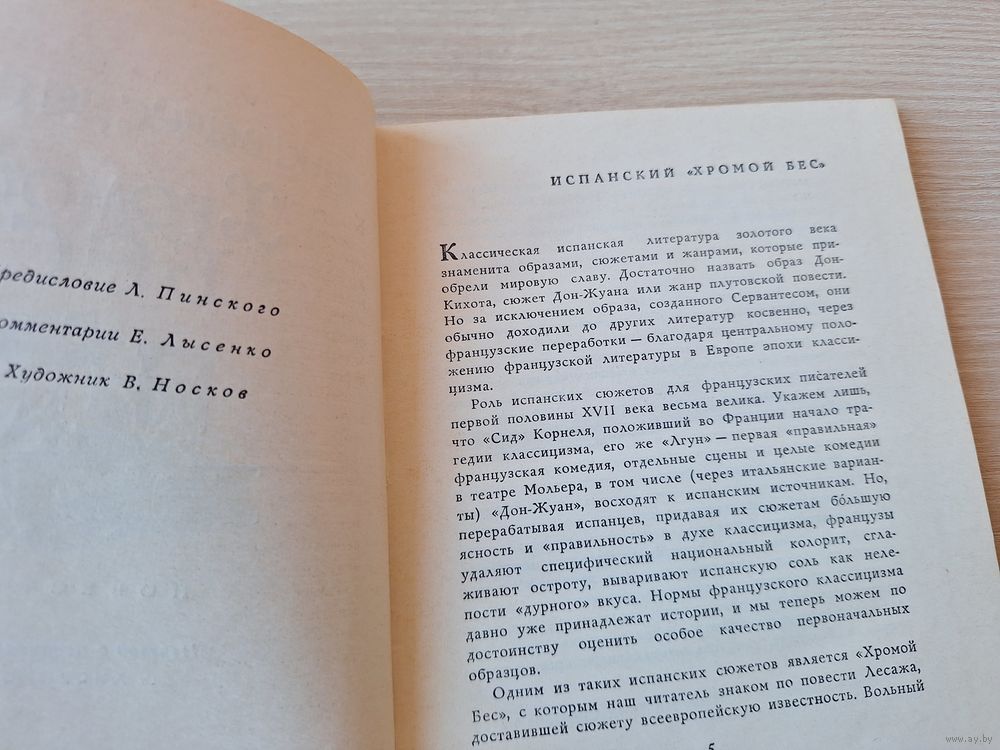 редисловие Л. Пинского
омментарии Е. Лысенко
Художник В. Носков
ИСПАНСКИЙ «ХРОМОЙ БЕС»
Классическая испанская литература золотого века
знаменита образами, сюжетами и жанрами, которые при-
обрели мировую славу. Достаточно назвать образ Дон-
Кихота, сюжет Дон-Жуана или жанр плутовской повести.
Но за исключением образа, созданного Сервантесом, они
обычно доходили до других литератур косвенно, через
французские переработки — благодаря центральному поло-
жению французской литературы в Европе эпохи класси-
цизма.
Роль испанских сюжетов для французских писателей
первой половины XVII века весьма велика. Укажем лишь,
что «Сид» Корнеля, положивший во Франции начало тра-
гедии классицизма, его же «Лгун» — первая «правильная»
французская комедия, отдельные сцены и целые комедии
в театре Мольера, в том числе (через итальянские вариан-
ты) «Дон-Жуан», восходят к испанским источникам. Но,
перерабатывая испанцев, придавая их сюжетам бо́льшую
ясность и «правильность» в духе классицизма, французы
удаляют специфический национальный колорит, сгла-
живают остроту, вываривают испанскую соль как неле-
пости «дурного» вкуса. Нормы французского классицизма
давно уже принадлежат истории, и мы теперь можем по
достоинству оценить особое качество первоначальных
образцов.
Одним из таких испанских сюжетов является «Хромой
Бес», с которым наш читатель знаком по повести Лесажа,
доставившей сюжету всеевропейскую известность. Вольный
5
www.ay.by